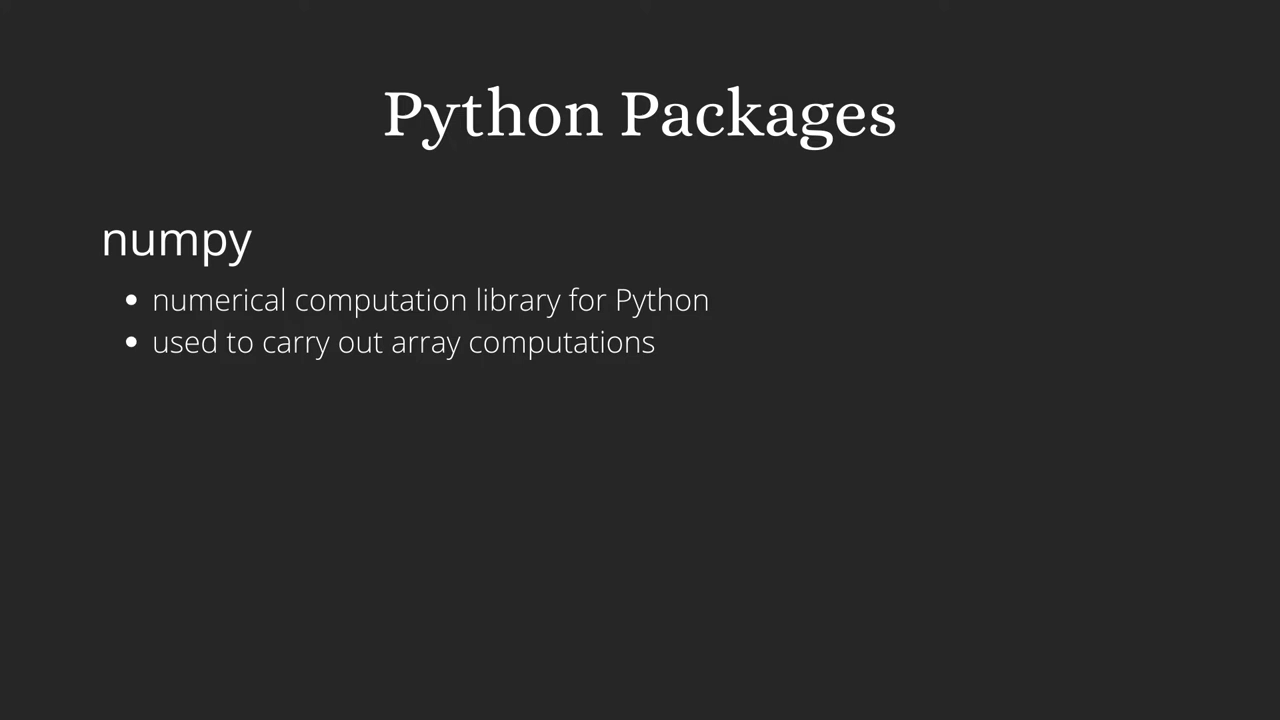 Python Packages
numpy
• numerical computation library for Python
• used to carry out array computations